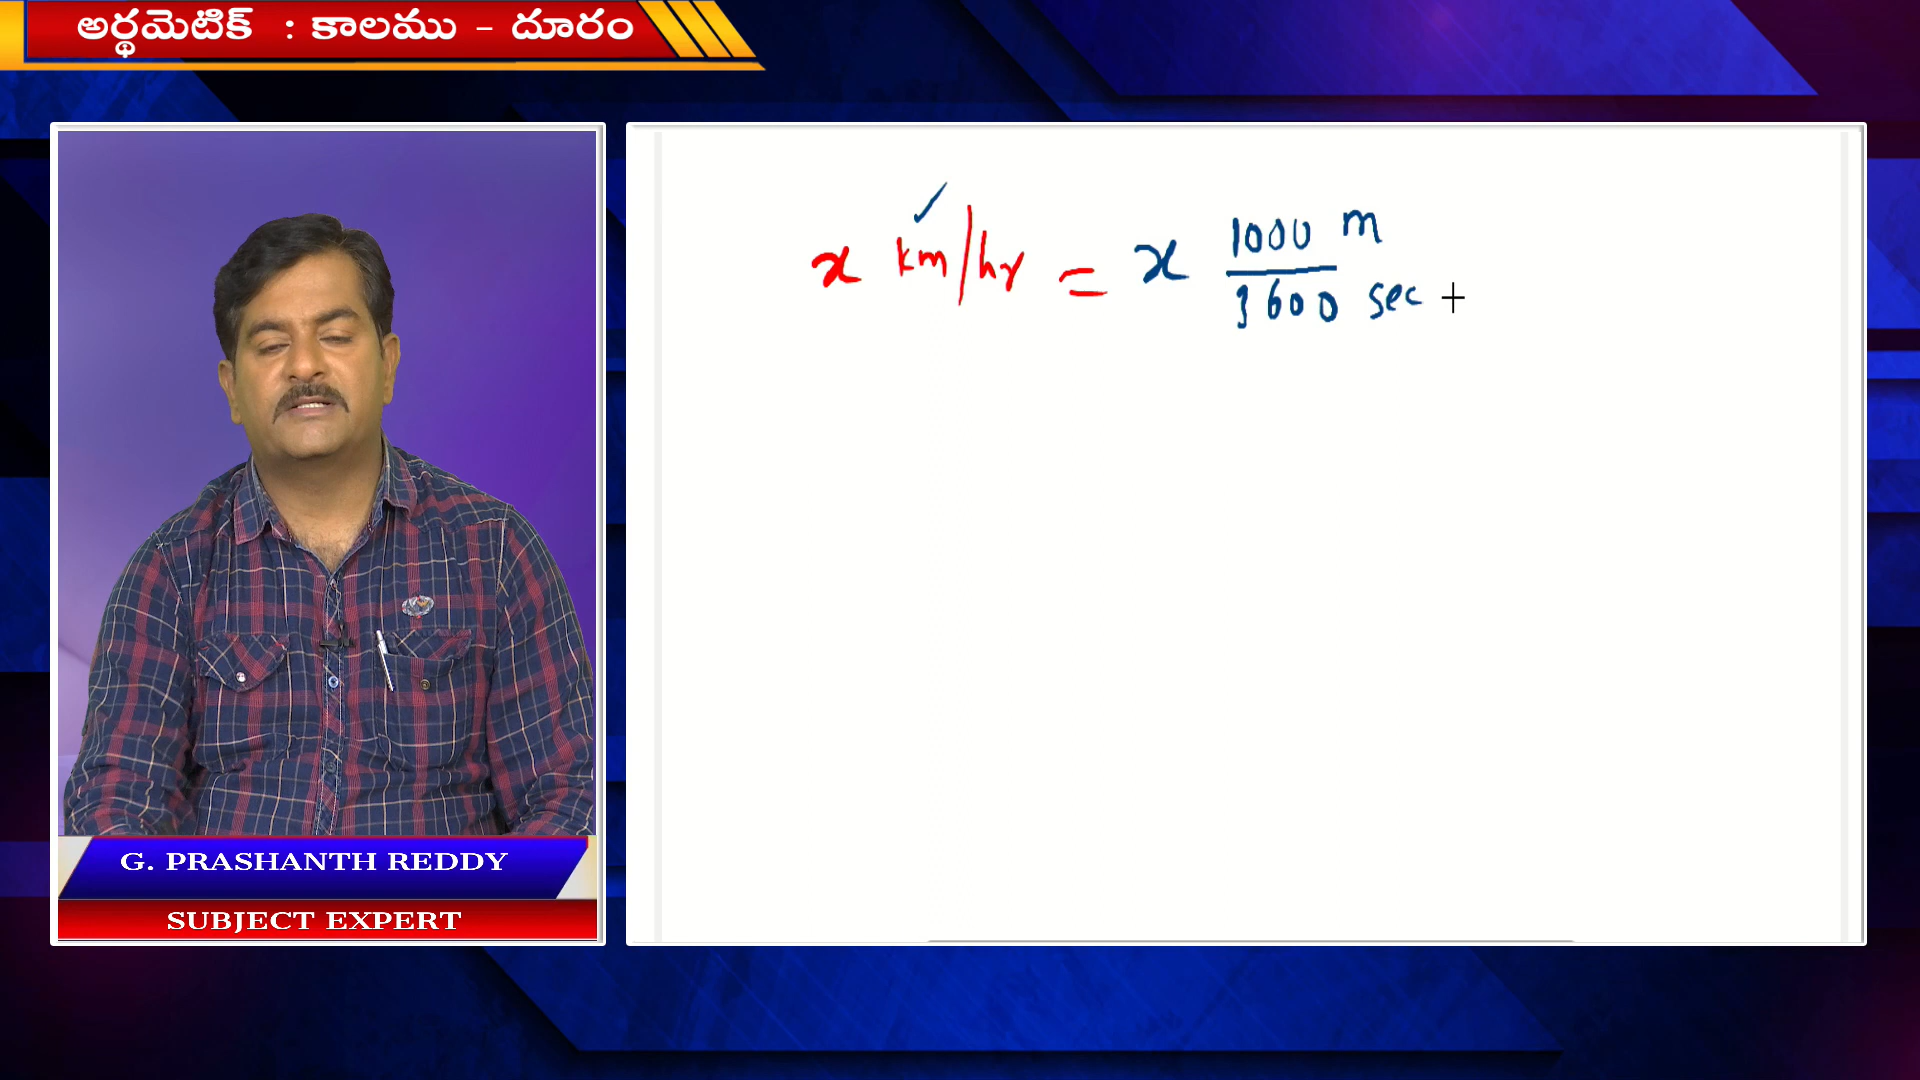 అర్థమెటిక్ : కాలము - దూరం
x km/hr = x 1000 m
3600 sec
G. PRASHANTH REDDY
SUBJECT EXPERT